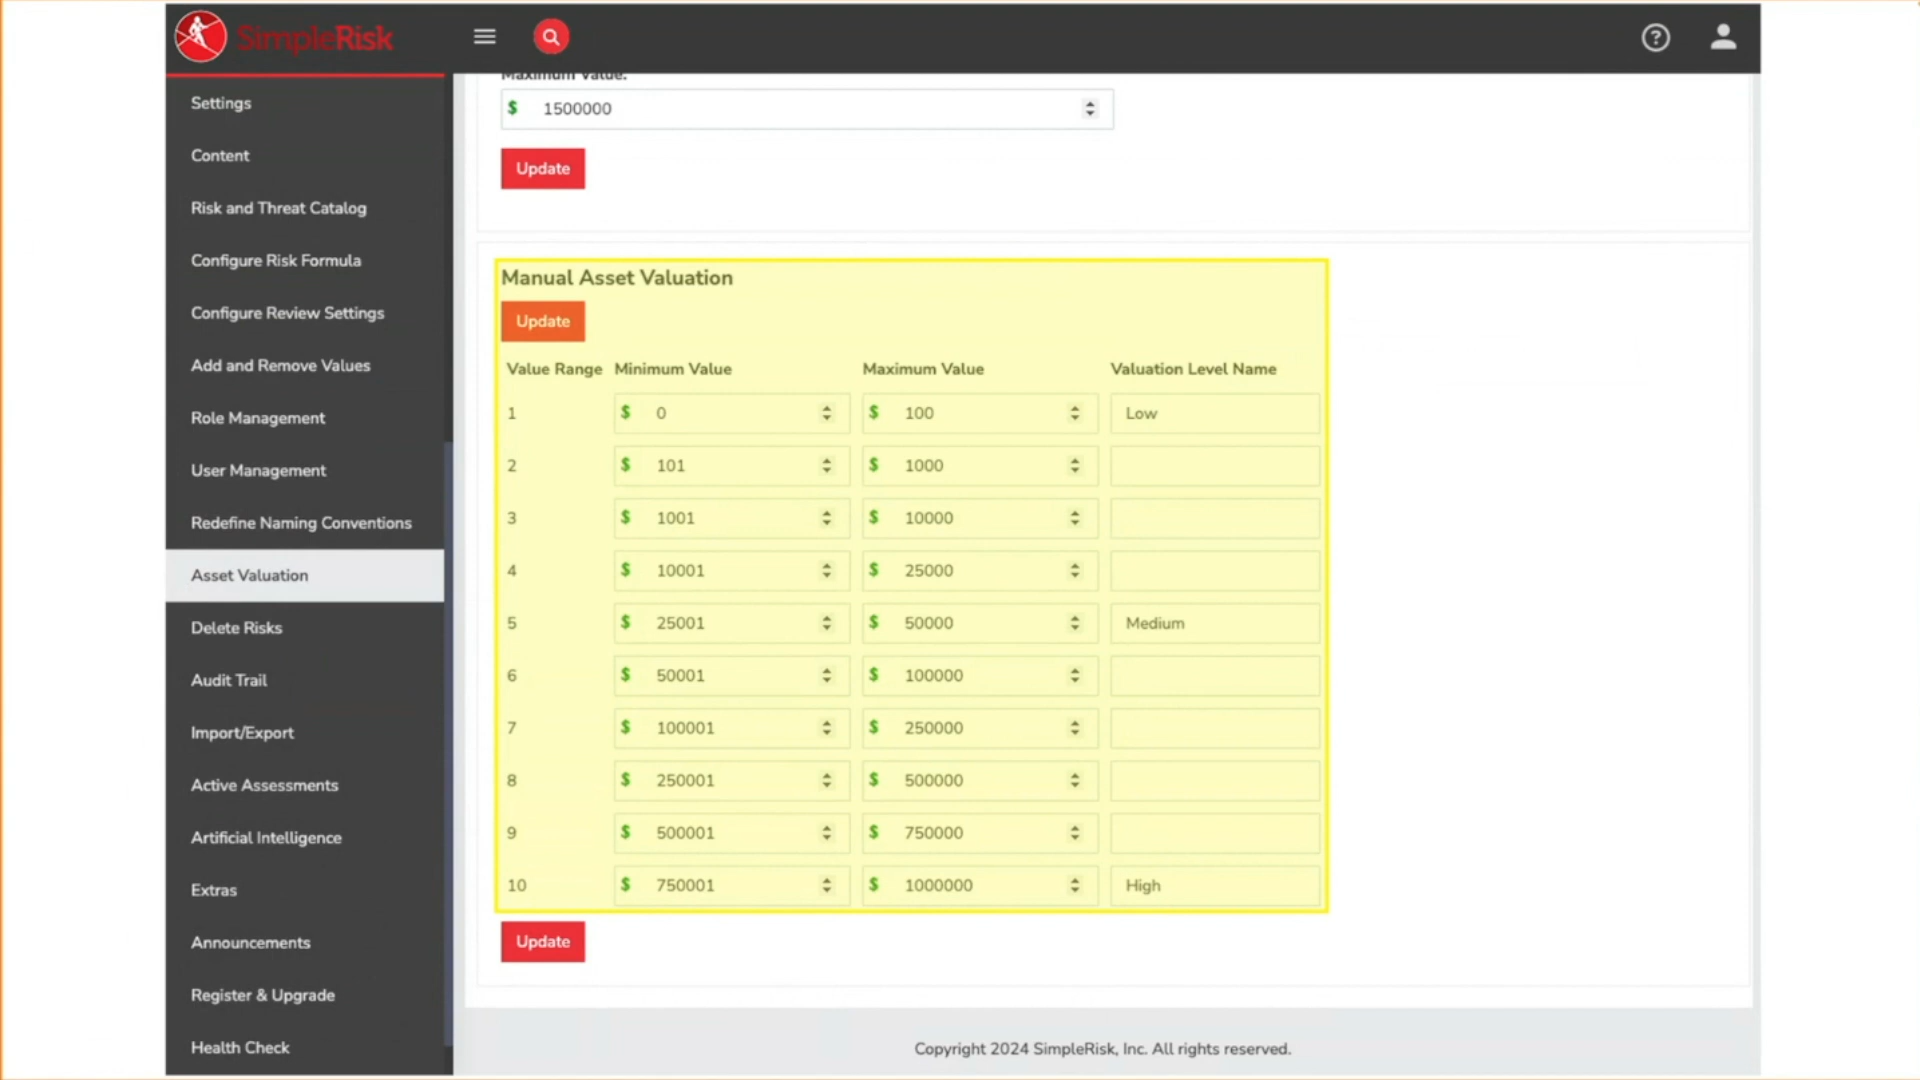 SimpleRisk
Settings
Content
Risk and Threat Catalog
Configure Risk Formula
Configure Review Settings
Add and Remove Values
Role Management
User Management
Redefine Naming Conventions
Asset Valuation
Delete Risks
Audit Trail
Import/Export
Active Assessments
Artificial Intelligence
Extras
Announcements
Register & Upgrade
Health Check
Maximum Value:
$ 1500000
Update
Manual Asset Valuation
Update
Value Range Minimum Value Maximum Value Valuation Level Name
1 $ 0 $ 100 Low
2 $ 101 $ 1000
3 $ 1001 $ 10000
4 $ 10001 $ 25000
5 $ 25001 $ 50000 Medium
6 $ 50001 $ 100000
7 $ 100001 $ 250000
8 $ 250001 $ 500000
9 $ 500001 $ 750000
10 $ 750001 $ 1000000 High
Update
Copyright 2024 SimpleRisk, Inc. All rights reserved.